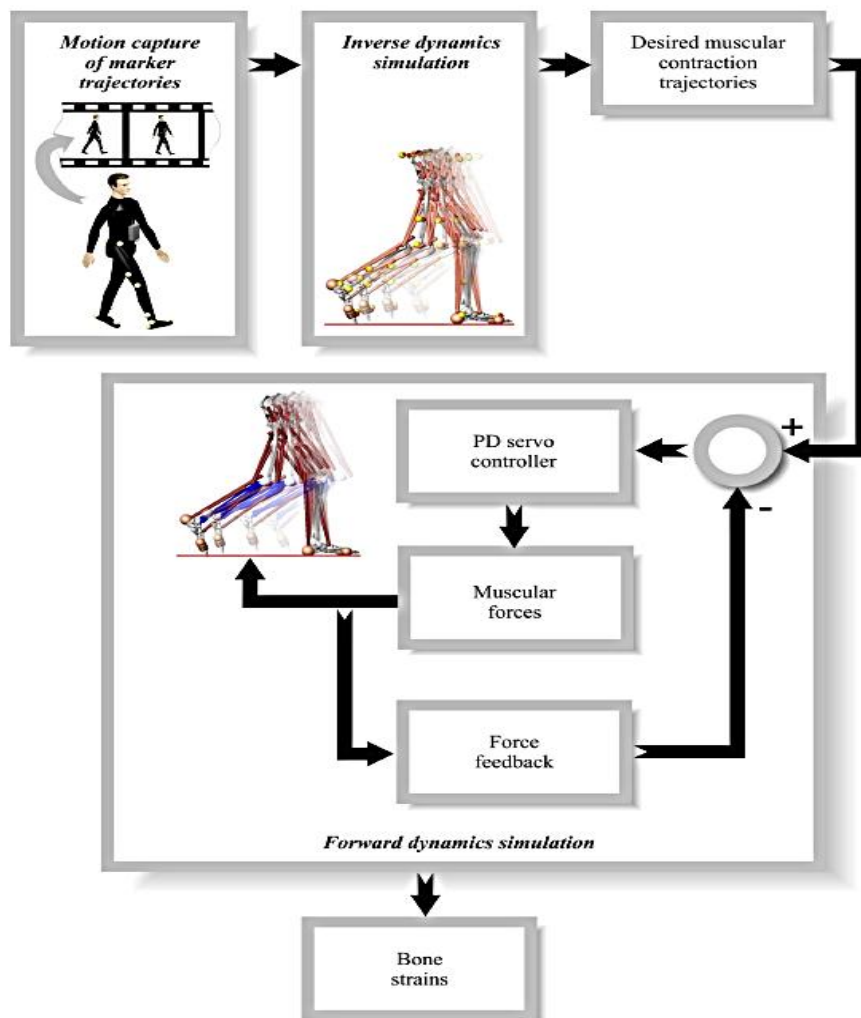 Motion capture
of marker
trajectories
Inverse dynamics
simulation
Desired muscular
contraction
trajectories
+
-
PD servo
controller
Muscular
forces
Force
feedback
Forward dynamics simulation
Bone
strains